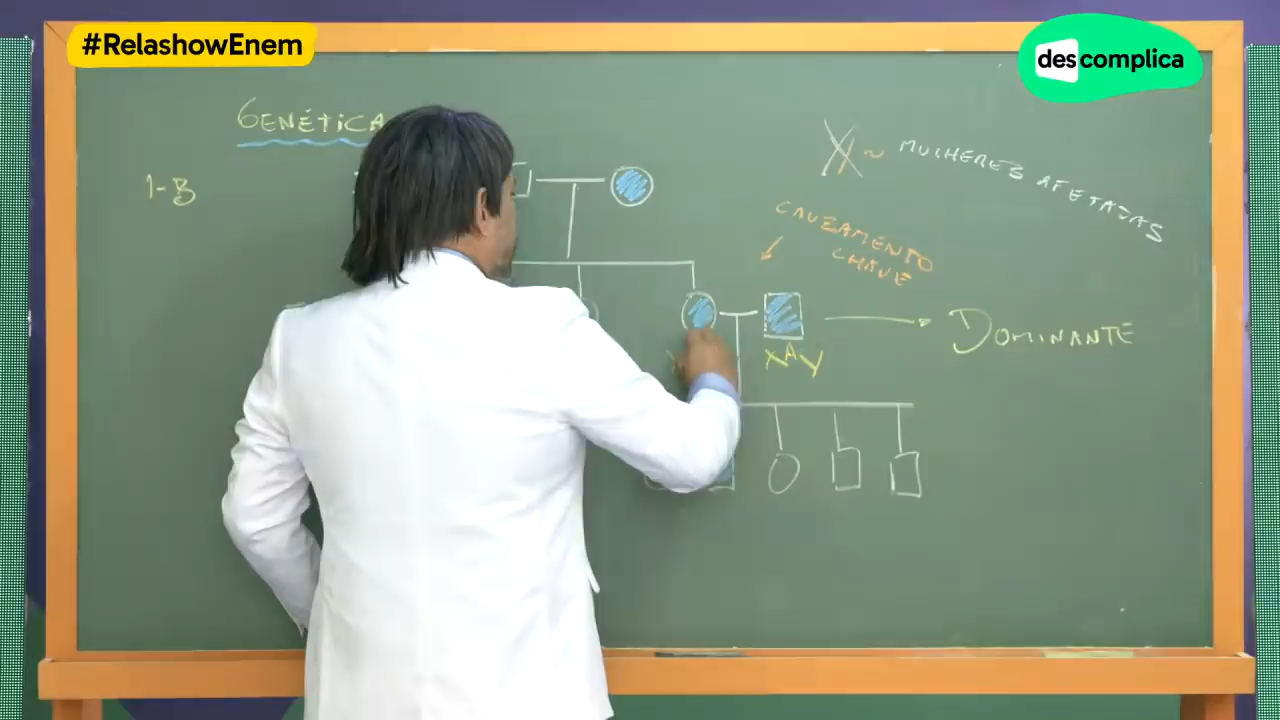 #RelashowEnem
descomplica
GENÉTICA
1-B
X ~ MULHERES AFETADAS
CRUZAMENTO
CHAVE
DOMINANTE
XAY